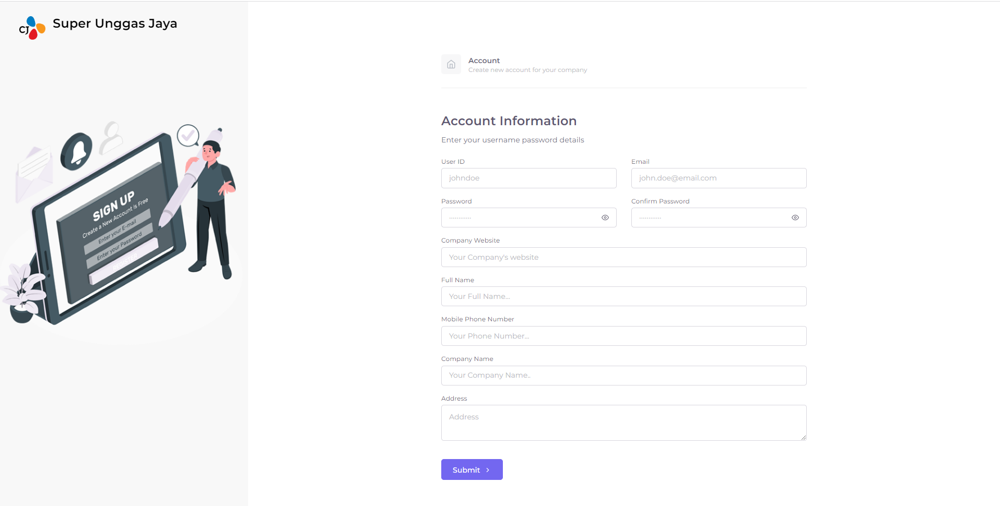 CJ
Super Unggas Jaya
SIGN UP
Create a New Account is Free
Enter your E-mail
Enter your Password
REGISTER
Account
Create new account for your company
Account Information
Enter your username password details
User ID
Email
johndoe
john.doe@email.com
Password
Confirm Password
············
············
Company Website
Your Company's website
Full Name
Your Full Name...
Mobile Phone Number
Your Phone Number...
Company Name
Your Company Name..
Address
Address
Submit